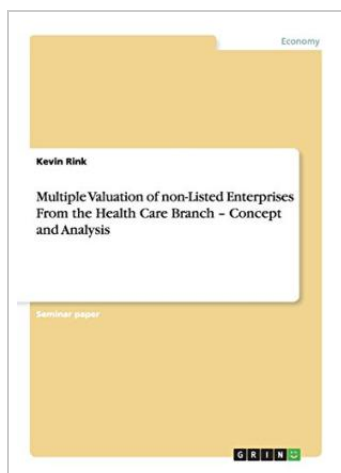 Economy
Kevin Rink
Multiple Valuation of non-Listed Enterprises
From the Health Care Branch – Concept
and Analysis
Seminar paper
GRIN